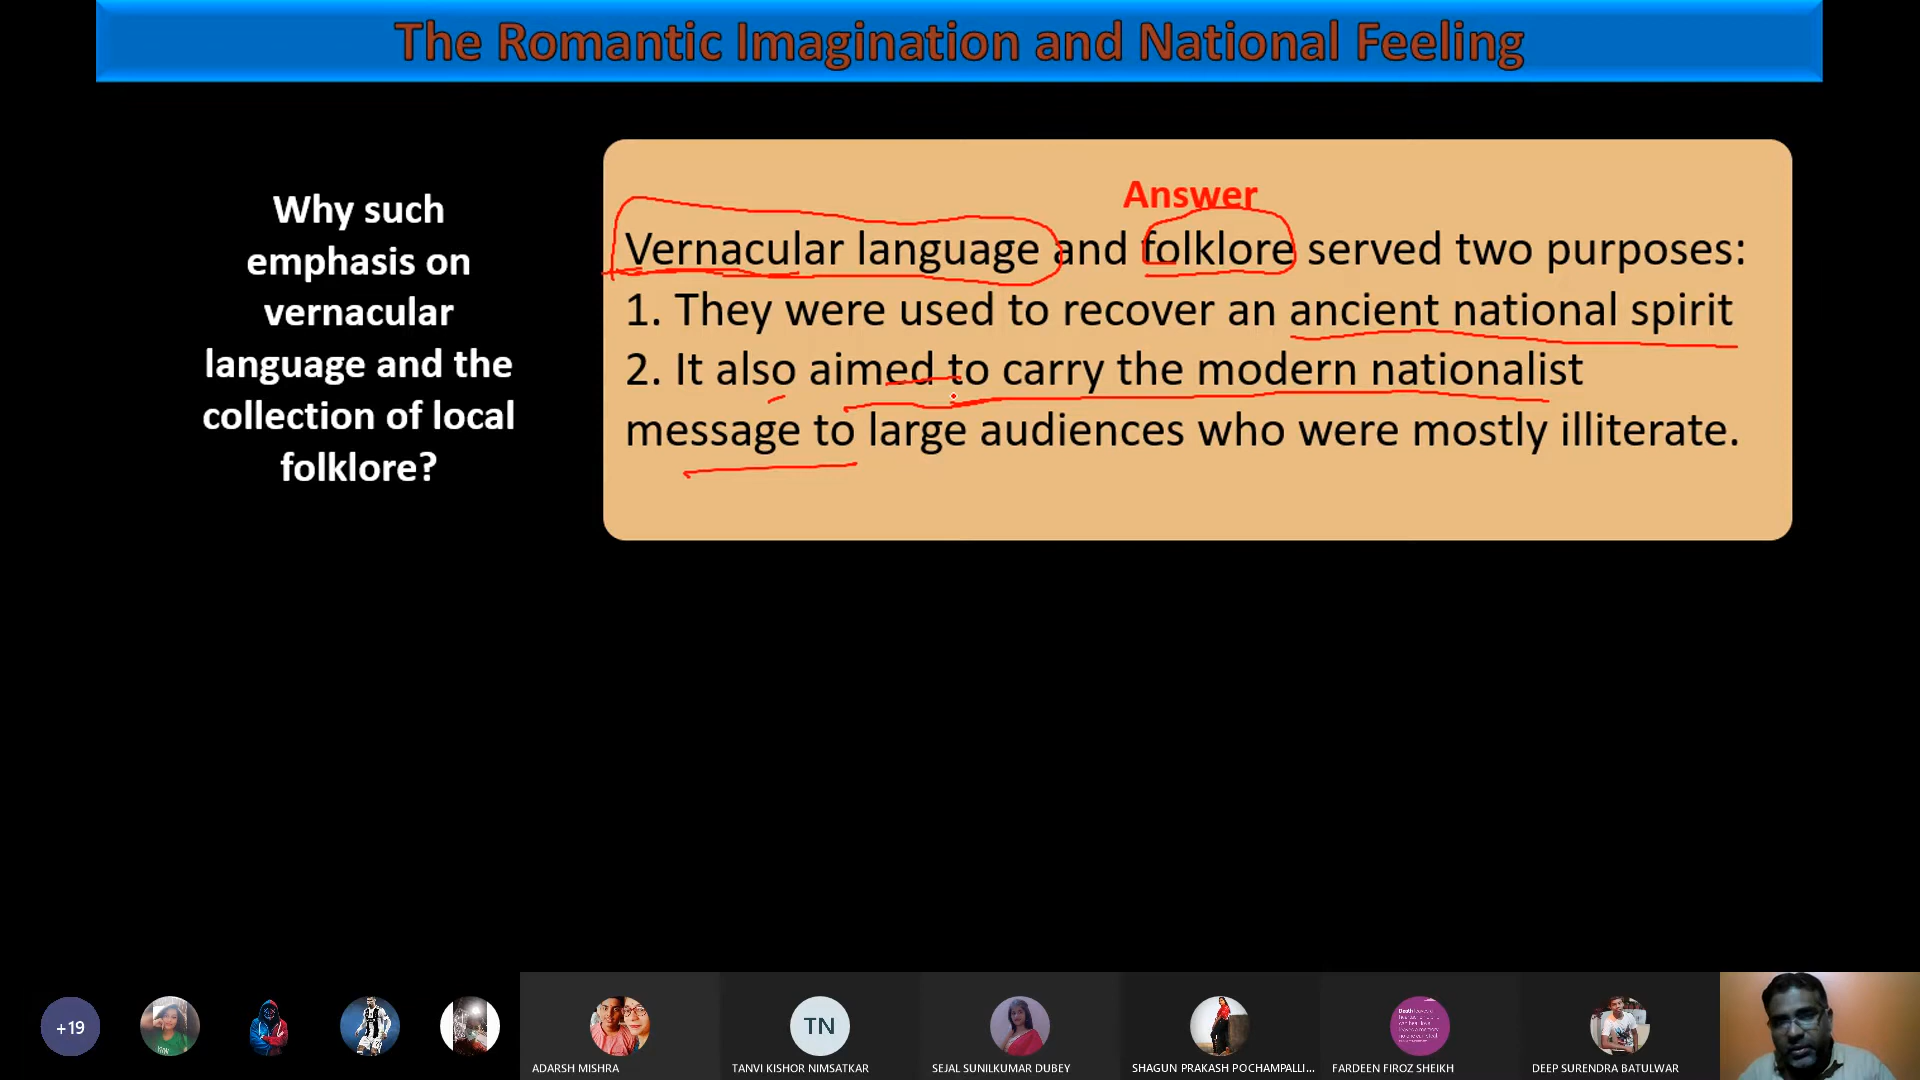 The Romantic Imagination and National Feeling
Why such
emphasis on
vernacular
language and the
collection of local
folklore?
Answer
Vernacular language and folklore served two purposes:
1. They were used to recover an ancient national spirit
2. It also aimed to carry the modern nationalist
message to large audiences who were mostly illiterate.
+19
TN
ADARSH MISHRA
TANVI KISHOR NIMSATKAR
SEJAL SUNILKUMAR DUBEY
SHAGUN PRAKASH POCHAMPALLI...
FARDEEN FIROZ SHEIKH
DEEP SURENDRA BATULWAR